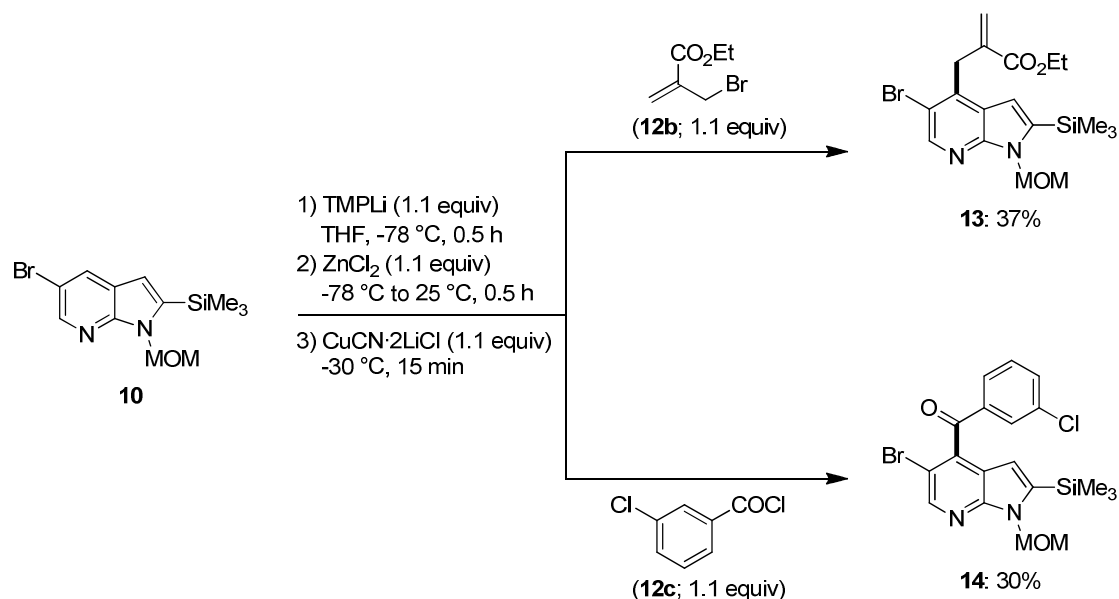 CO2Et
Br
(12b; 1.1 equiv)
CO2Et
Br
SiMe3
N
N
MOM
13: 37%
1) TMPLi (1.1 equiv)
THF, -78 °C, 0.5 h
2) ZnCl2 (1.1 equiv)
-78 °C to 25 °C, 0.5 h
3) CuCN·2LiCl (1.1 equiv)
-30 °C, 15 min
Br
SiMe3
N
N
MOM
10
O
Cl
Br
SiMe3
N
N
MOM
14: 30%
Cl
COCl
(12c; 1.1 equiv)